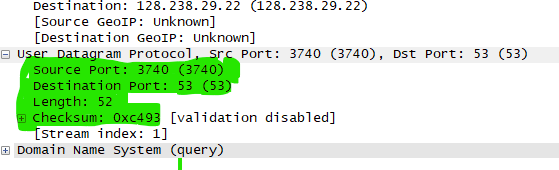 Destination: 128.238.29.22 (128.238.29.22)
[Source GeoIP: Unknown]
[Destination GeoIP: Unknown]
User Datagram Protocol, Src Port: 3740 (3740), Dst Port: 53 (53)
Source Port: 3740 (3740)
Destination Port: 53 (53)
Length: 52
Checksum: 0xc493 [validation disabled]
[Stream index: 1]
Domain Name System (query)